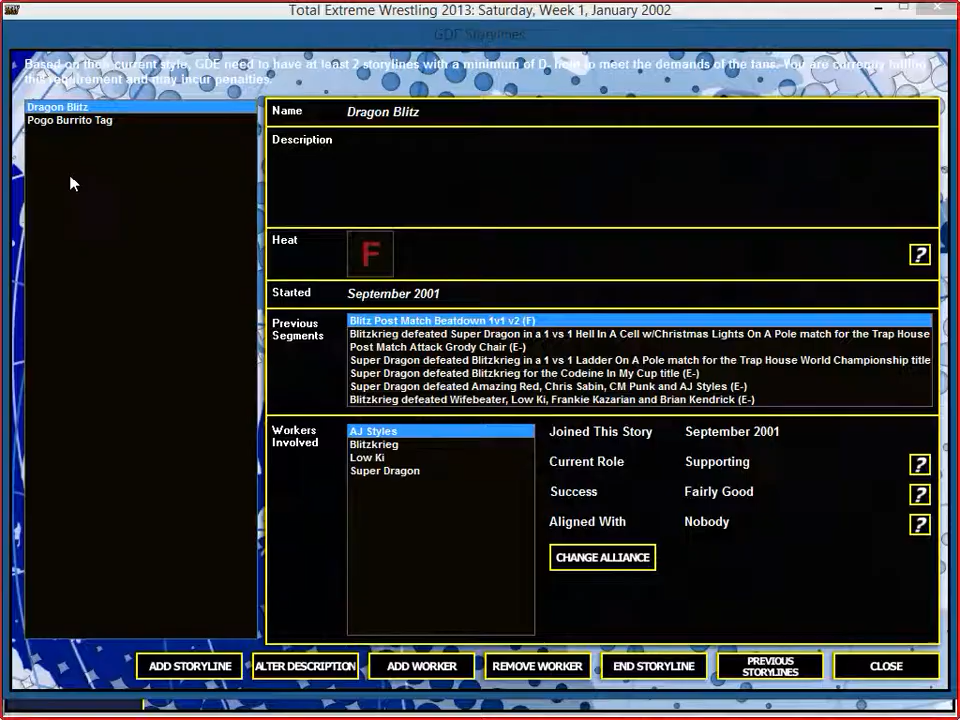 Total Extreme Wrestling 2013: Saturday, Week 1, January 2002
GDE Storylines
Based on their current style, GDE need to have at least 2 storylines with a minimum of D- heat to meet the demands of the fans. You are currently failing
this requirement and may incur penalties.
Dragon Blitz
Pogo Burrito Tag
Name Dragon Blitz
Description
Heat F ?
Started September 2001
Previous
Segments
Blitz Post Match Beatdown 1v1 v2 (F)
Blitzkrieg defeated Super Dragon in a 1 vs 1 Hell In A Cell w/Christmas Lights On A Pole match for the Trap House
Post Match Attack Grody Chair (E-)
Super Dragon defeated Blitzkrieg in a 1 vs 1 Ladder On A Pole match for the Trap House World Championship title
Super Dragon defeated Blitzkrieg for the Codeine In My Cup title (E-)
Super Dragon defeated Amazing Red, Chris Sabin, CM Punk and AJ Styles (E-)
Blitzkrieg defeated Wifebeater, Low Ki, Frankie Kazarian and Brian Kendrick (E-)
Workers
Involved
AJ Styles
Blitzkrieg
Low Ki
Super Dragon
Joined This Story September 2001
Current Role Supporting ?
Success Fairly Good ?
Aligned With Nobody ?
CHANGE ALLIANCE
ADD STORYLINE ALTER DESCRIPTION ADD WORKER REMOVE WORKER END STORYLINE PREVIOUS STORYLINES CLOSE